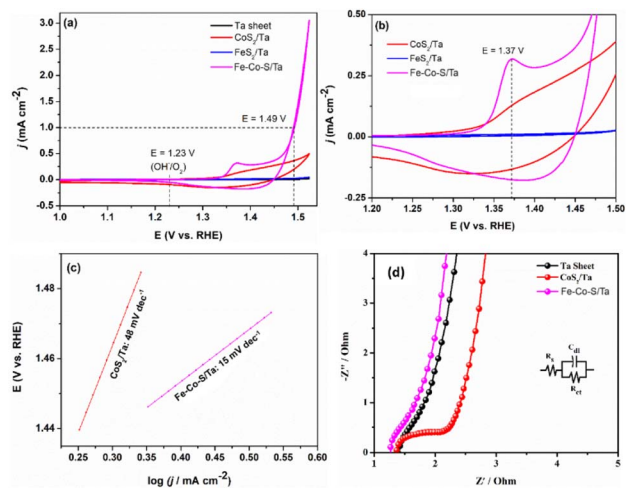 (a)
Ta sheet
CoS₂/Ta
FeS₂/Ta
Fe-Co-S/Ta
E = 1.49 V
E = 1.23 V
(OH⁻/O₂)
3.0
2.5
2.0
1.5
1.0
0.5
0.0
-0.5
j (mA cm⁻²)
1.0 1.1 1.2 1.3 1.4 1.5
E (V vs. RHE)
(b)
CoS₂/Ta
FeS₂/Ta
Fe-Co-S/Ta
E = 1.37 V
0.50
0.25
0.00
-0.25
j (mA cm⁻²)
1.20 1.25 1.30 1.35 1.40 1.45 1.50
E (V vs. RHE)
(c)
CoS₂/Ta: 48 mV dec⁻¹
Fe-Co-S/Ta: 15 mV dec⁻¹
1.48
1.46
1.44
E (V vs. RHE)
0.20 0.25 0.30 0.35 0.40 0.45 0.50 0.55 0.60
log (j / mA cm⁻²)
(d)
Ta Sheet
CoS₂/Ta
Fe-Co-S/Ta
Rs
Cdl
Rct
4
3
2
1
0
-Z'' / Ohm
1 2 3 4
Z' / Ohm